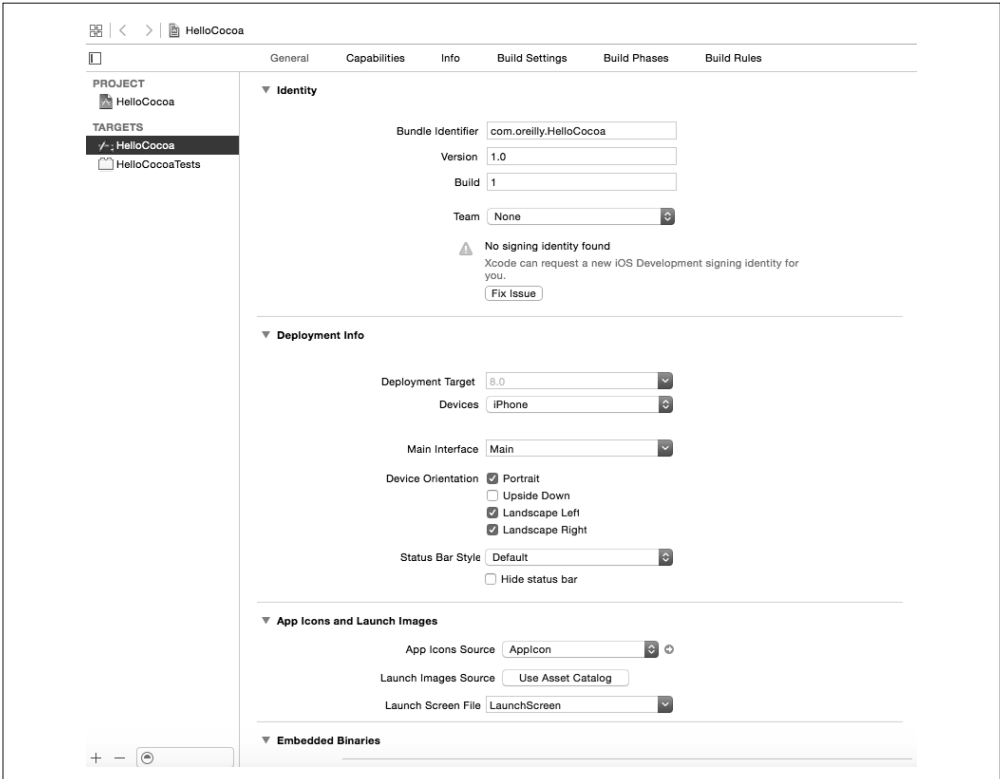 HelloCocoa
General Capabilities Info Build Settings Build Phases Build Rules
PROJECT
HelloCocoa
TARGETS
HelloCocoa
HelloCocoaTests
Identity
Bundle Identifier com.oreilly.HelloCocoa
Version 1.0
Build 1
Team None
No signing identity found
Xcode can request a new iOS Development signing identity for
you.
Fix Issue
Deployment Info
Deployment Target 8.0
Devices iPhone
Main Interface Main
Device Orientation Portrait
Upside Down
Landscape Left
Landscape Right
Status Bar Style Default
Hide status bar
App Icons and Launch Images
App Icons Source AppIcon
Launch Images Source Use Asset Catalog
Launch Screen File LaunchScreen
Embedded Binaries